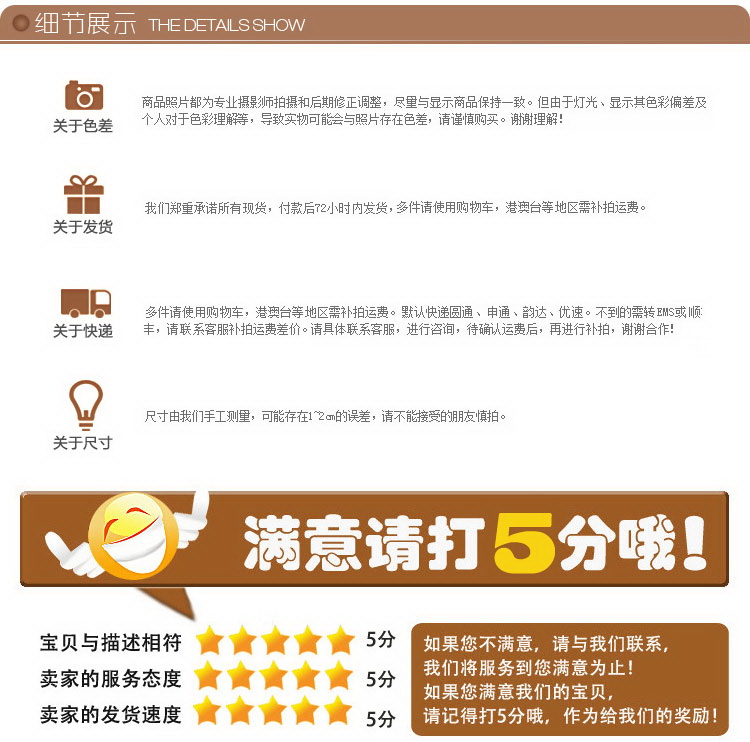 细节展示 THE DETAILS SHOW
商品照片都为专业摄影师拍摄和后期修正调整，尽量与显示商品保持一致。但由于灯光、显示其色彩偏差及
个人对于色彩理解等，导致实物可能会与照片存在色差，请谨慎购买。谢谢理解！
关于色差
我们郑重承诺所有现货，付款后72小时内发货，多件请使用购物车，港澳台等地区需补拍运费。
关于发货
多件请使用购物车，港澳台等地区需补拍运费。默认快递圆通、申通、韵达、优速。不到的需转EMS或顺
丰，请联系客服补拍运费差价。请具体联系客服，进行咨询，待确认运费后，再进行补拍，谢谢合作！
关于快递
尺寸由我们手工测量，可能存在1~2cm的误差，请不能接受的朋友慎拍。
关于尺寸
满意请打5分哦！
宝贝与描述相符 5分
卖家的服务态度 5分
卖家的发货速度 5分
如果您不满意，请与我们联系，
我们将服务到您满意为止！
如果您满意我们的宝贝，
请记得打5分哦，作为给我们的奖励！